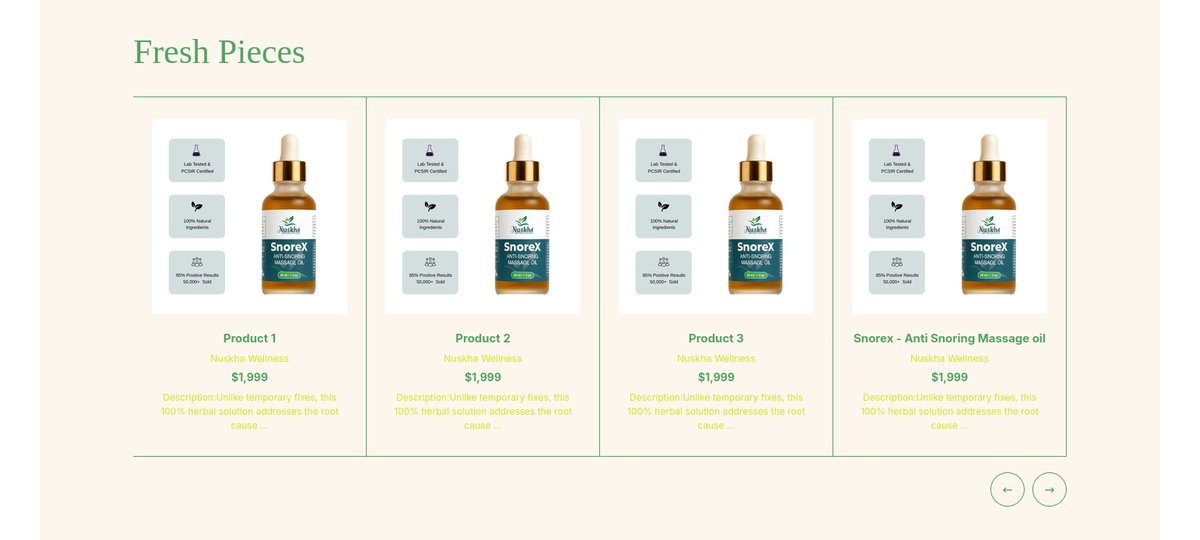 Fresh Pieces
Lab Tested &
PCSIR Certified
100% Natural
Ingredients
85% Positive Results
50,000+ Sold
Nuskha
SnoreX
ANTI-SNORING
MASSAGE OIL
Product 1
Nuskha Wellness
$1,999
Description:Unlike temporary fixes, this
100% herbal solution addresses the root
cause ...
Lab Tested &
PCSIR Certified
100% Natural
Ingredients
85% Positive Results
50,000+ Sold
Nuskha
SnoreX
ANTI-SNORING
MASSAGE OIL
Product 2
Nuskha Wellness
$1,999
Description:Unlike temporary fixes, this
100% herbal solution addresses the root
cause ...
Lab Tested &
PCSIR Certified
100% Natural
Ingredients
85% Positive Results
50,000+ Sold
Nuskha
SnoreX
ANTI-SNORING
MASSAGE OIL
Product 3
Nuskha Wellness
$1,999
Description:Unlike temporary fixes, this
100% herbal solution addresses the root
cause ...
Lab Tested &
PCSIR Certified
100% Natural
Ingredients
85% Positive Results
50,000+ Sold
Nuskha
SnoreX
ANTI-SNORING
MASSAGE OIL
Snorex - Anti Snoring Massage oil
Nuskha Wellness
$1,999
Description:Unlike temporary fixes, this
100% herbal solution addresses the root
cause ...